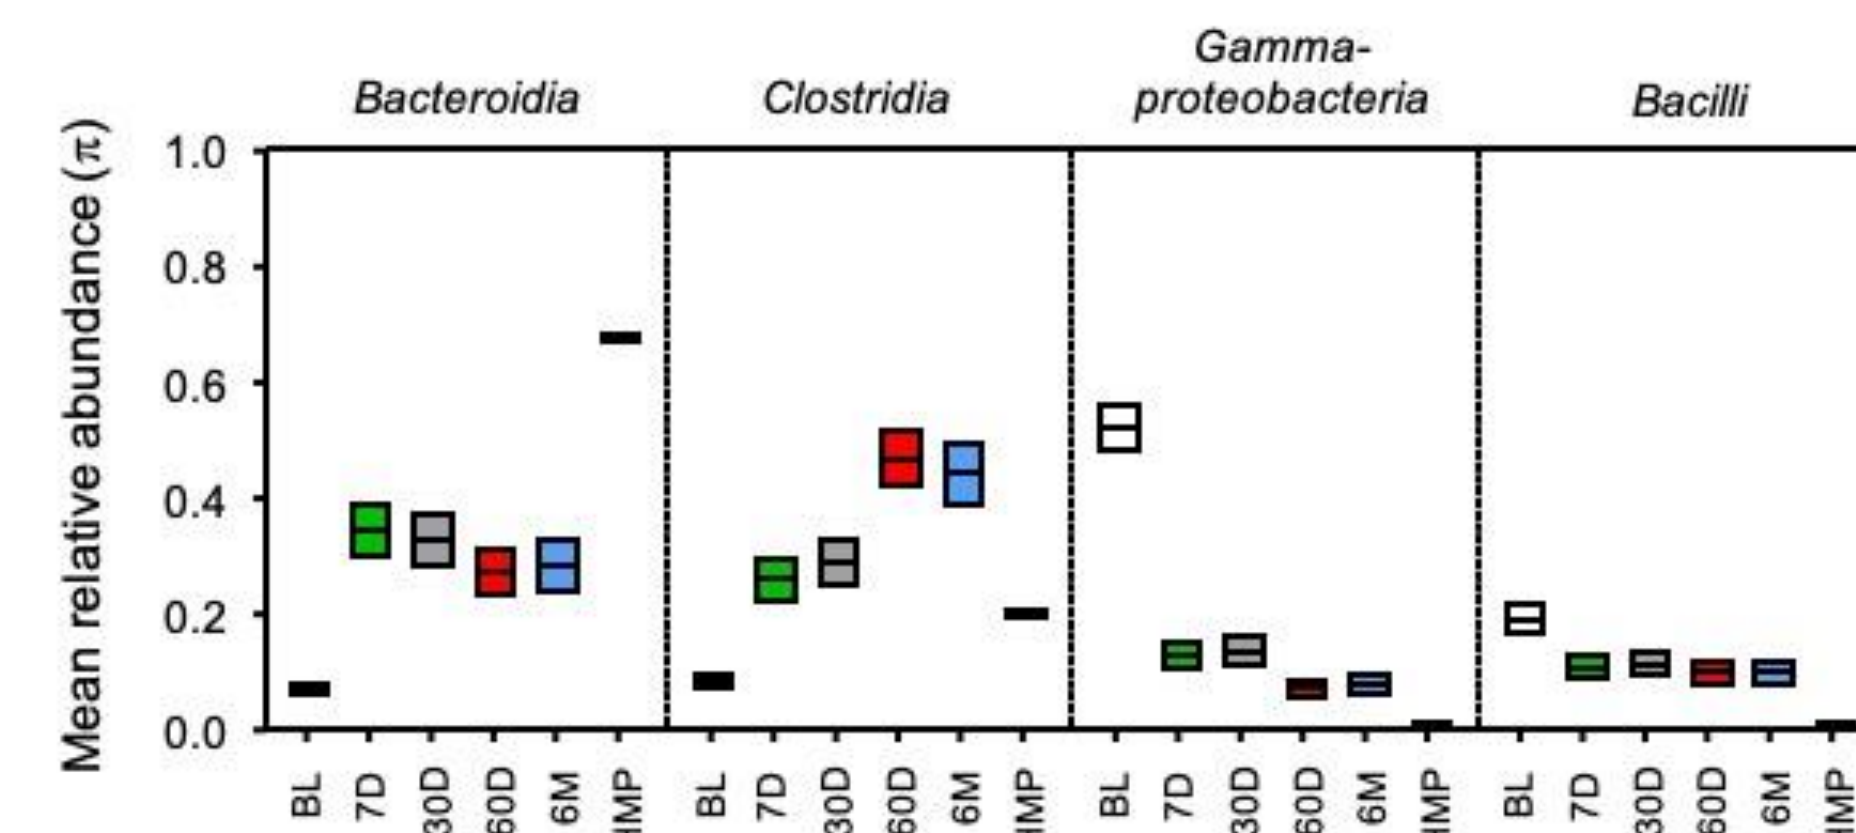 Gamma-
Bacteroidia Clostridia proteobacteria Bacilli
Mean relative abundance (π)
1.0
0.8
0.6
0.4
0.2
0.0
BL 7D 30D 60D 6M HMP BL 7D 30D 60D 6M HMP BL 7D 30D 60D 6M HMP BL 7D 30D 60D 6M HMP